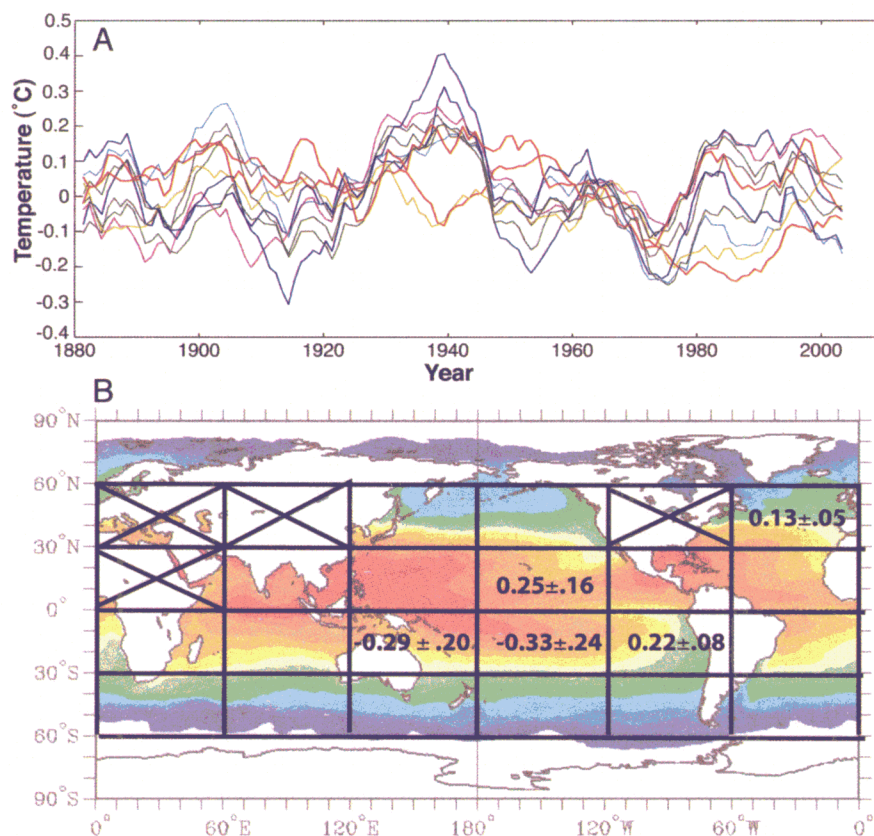 A
Temperature (°C)
0.5
0.4
0.3
0.2
0.1
0
-0.1
-0.2
-0.3
-0.4
1880 1900 1920 1940 1960 1980 2000
Year
B
90°N
60°N
30°N
0°
30°S
60°S
90°S
0.13±.05
0.25±.16
-0.29 ± .20 -0.33±.24 0.22±.08
0° 60°E 120°E 180° 120°W 60°W 0°